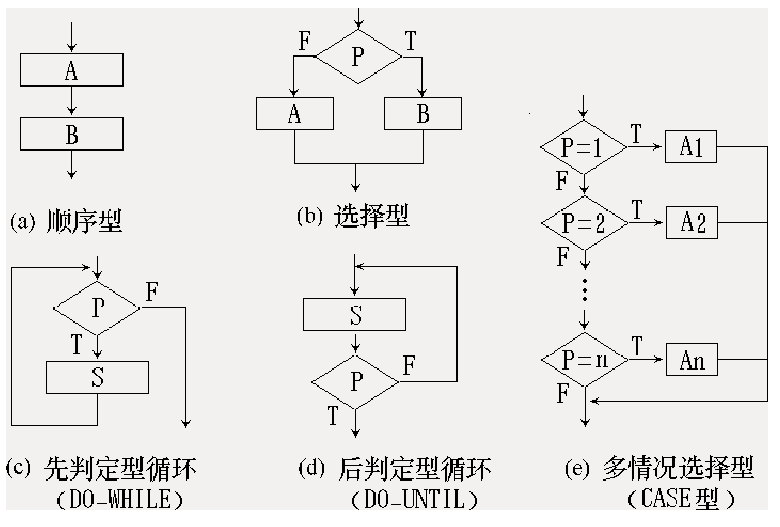 A
B
(a) 顺序型
P
F
T
A
B
(b) 选择型
P
F
T
S
(c) 先判定型循环
(DO-WHILE)
S
P
F
T
(d) 后判定型循环
(DO-UNTIL)
P=1
T
A1
F
P=2
T
A2
F
P=n
T
An
F
(e) 多情况选择型
(CASE型)